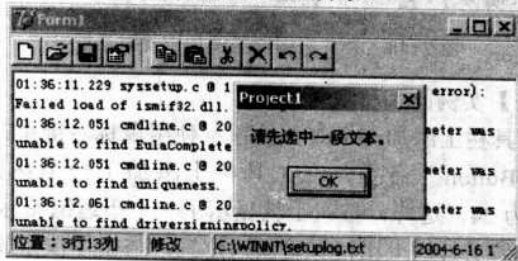 Form1
01:36:11.229 syssetup.c @ 1 error):
Failed load of ismif32.dll.
01:36:12.051 cmdline.c @ 20 meter was
unable to find EulaComplete
01:36:12.051 cmdline.c @ 20 meter was
unable to find uniqueness.
01:36:12.061 cmdline.c @ 20 meter was
unable to find driversigningpolicy.
Project1
请先选中一段文本。
OK
位置：3行13列 修改 C:\WINNT\setuplog.txt 2004-6-16 1